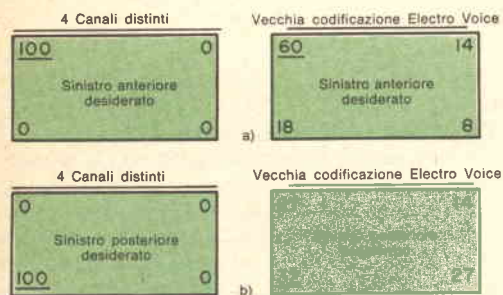 4 Canali distinti
100 0
Sinistro anteriore
desiderato
0 0
Vecchia codificazione Electro Voice
60 14
Sinistro anteriore
desiderato
18 8
a)
4 Canali distinti
0 0
Sinistro posteriore
desiderato
100 0
Vecchia codificazione Electro Voice
27
b)